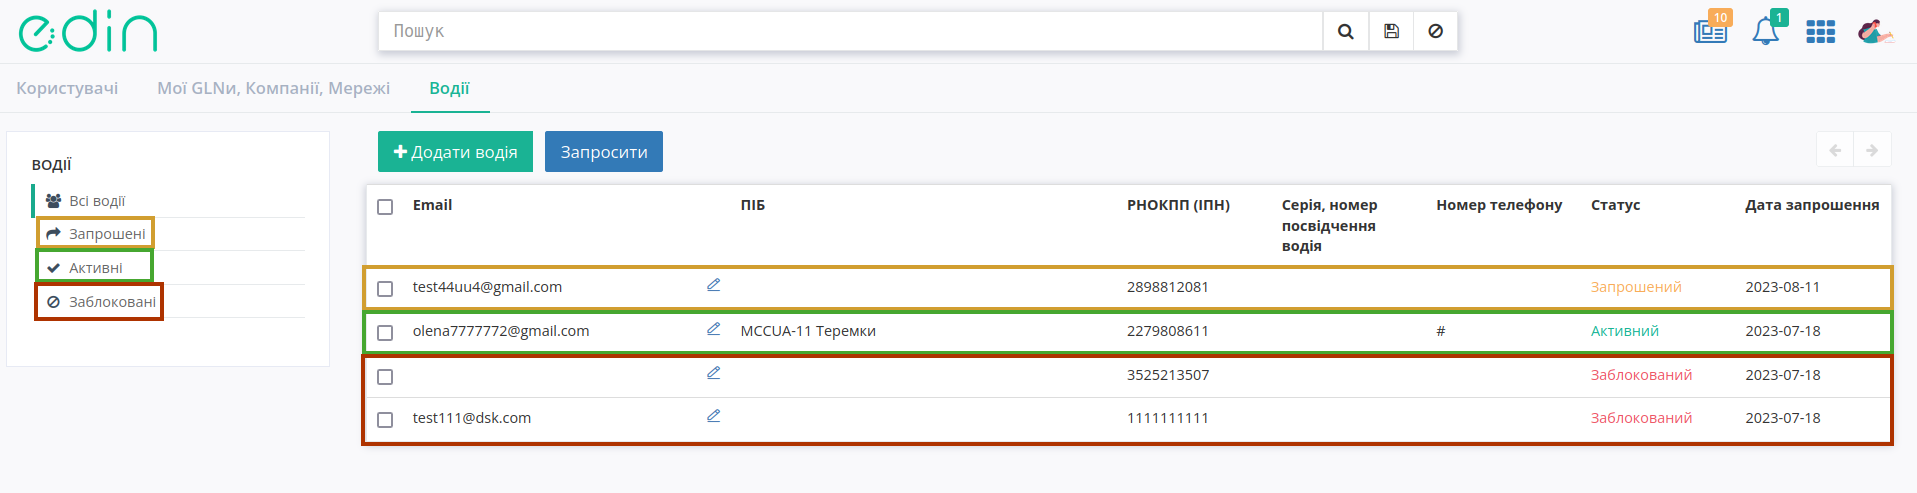 edin
Пошук
10
1
Користувачі Мої GLNи, Компанії, Мережі Водії
ВОДІЇ
Всі водії
Запрошені
Активні
Заблоковані
Додати водія Запросити
Email ПІБ РНОКПП (ІПН) Серія, номер посвідчення водія Номер телефону Статус Дата запрошення
test44uu4@gmail.com 2898812081 Запрошений 2023-08-11
olena7777772@gmail.com МССUA-11 Теремки 2279808611 # Активний 2023-07-18
3525213507 Заблокований 2023-07-18
test111@dsk.com 1111111111 Заблокований 2023-07-18